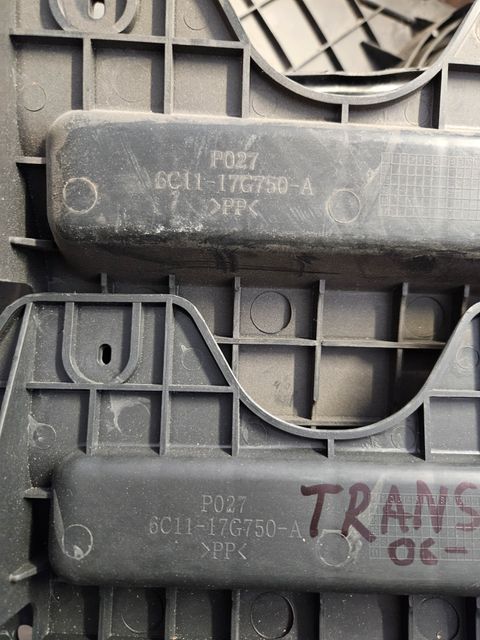 P027
6C11-17G750-A
>PP<
P027
6C11-17G750-A
>PP<
TRANS
06-